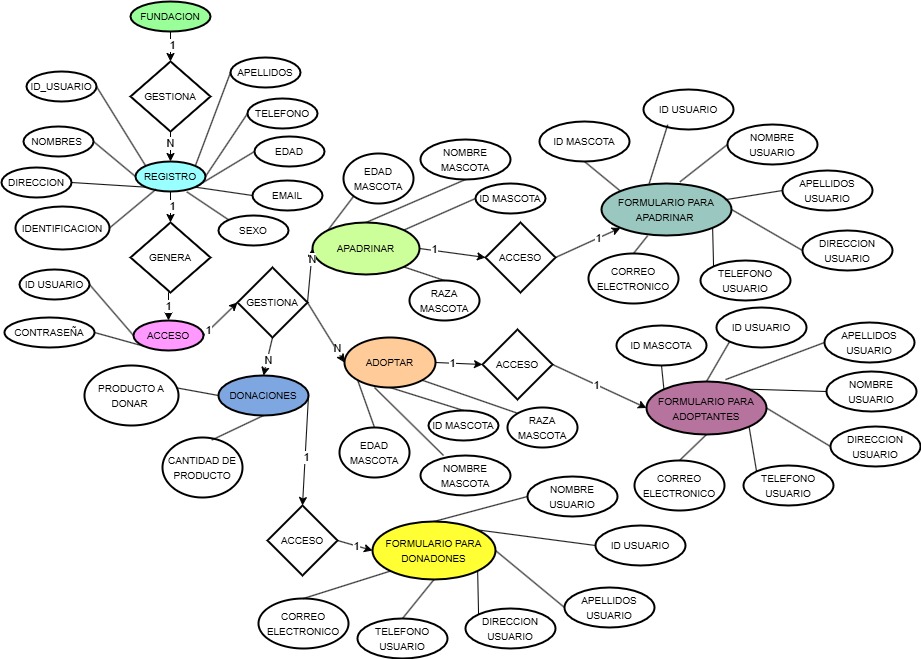 FUNDACION
1
GESTIONA
N
REGISTRO
ID_USUARIO
NOMBRES
DIRECCION
IDENTIFICACION
APELLIDOS
TELEFONO
EDAD
EMAIL
SEXO
1
GENERA
1
ACCESO
ID USUARIO
CONTRASEÑA
1
GESTIONA
N
APADRINAR
EDAD
MASCOTA
NOMBRE
MASCOTA
ID MASCOTA
RAZA
MASCOTA
1
ACCESO
1
FORMULARIO PARA
APADRINAR
ID MASCOTA
ID USUARIO
NOMBRE
USUARIO
APELLIDOS
USUARIO
DIRECCION
USUARIO
TELEFONO
USUARIO
CORREO
ELECTRONICO
N
ADOPTAR
EDAD
MASCOTA
NOMBRE
MASCOTA
ID MASCOTA
RAZA
MASCOTA
1
ACCESO
1
FORMULARIO PARA
ADOPTANTES
ID MASCOTA
ID USUARIO
APELLIDOS
USUARIO
NOMBRE
USUARIO
DIRECCION
USUARIO
TELEFONO
USUARIO
CORREO
ELECTRONICO
N
DONACIONES
PRODUCTO A
DONAR
CANTIDAD DE
PRODUCTO
1
ACCESO
1
FORMULARIO PARA
DONADONES
NOMBRE
USUARIO
ID USUARIO
APELLIDOS
USUARIO
DIRECCION
USUARIO
TELEFONO
USUARIO
CORREO
ELECTRONICO